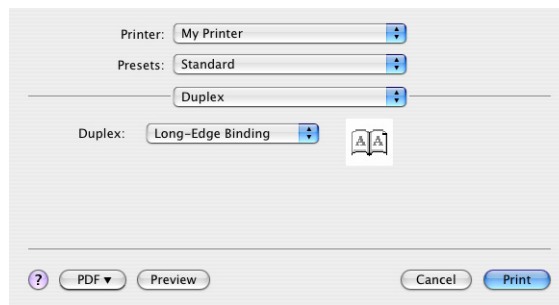 Printer: My Printer
Presets: Standard
Duplex
Duplex: Long-Edge Binding
A A
? PDF▼ Preview Cancel Print